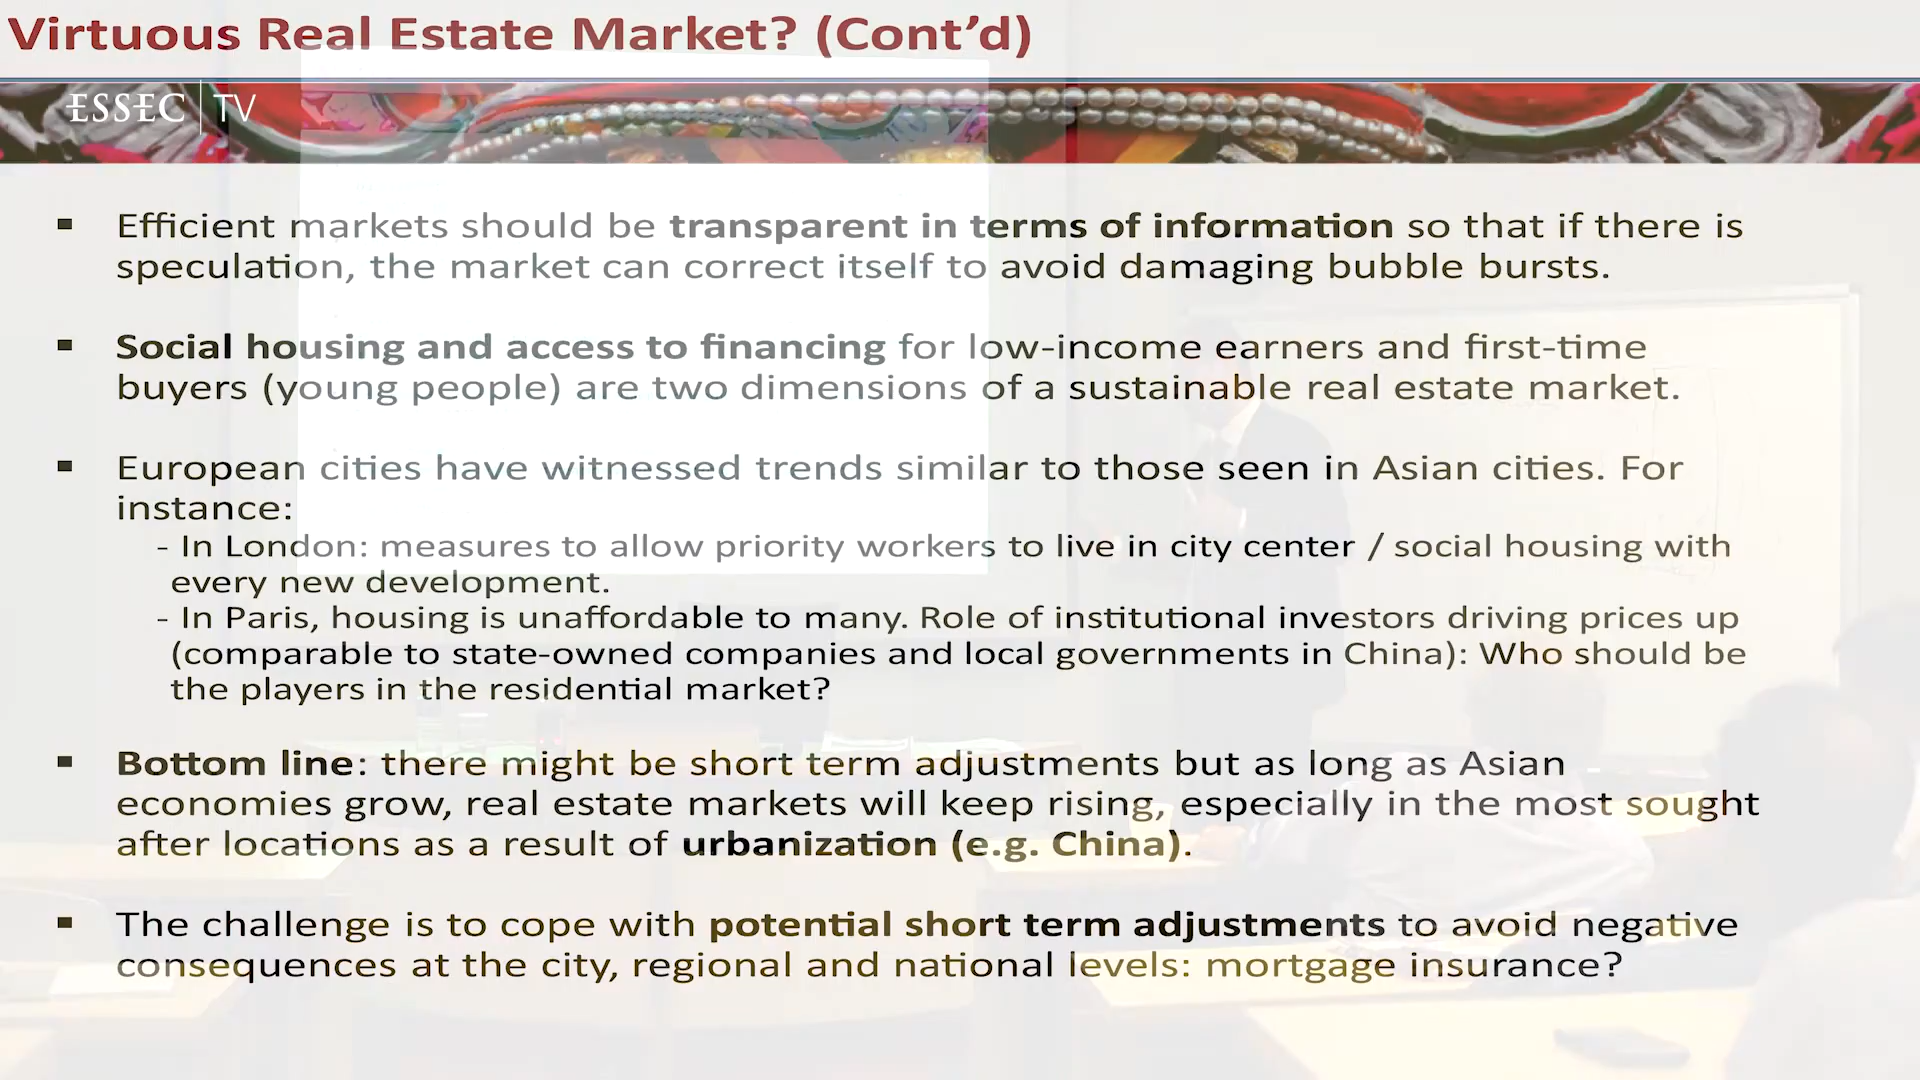 Virtuous Real Estate Market? (Cont’d)
ESSEC TV
▪ Efficient markets should be transparent in terms of information so that if there is
speculation, the market can correct itself to avoid damaging bubble bursts.
▪ Social housing and access to financing for low-income earners and first-time
buyers (young people) are two dimensions of a sustainable real estate market.
▪ European cities have witnessed trends similar to those seen in Asian cities. For
instance:
- In London: measures to allow priority workers to live in city center / social housing with
every new development.
- In Paris, housing is unaffordable to many. Role of institutional investors driving prices up
(comparable to state-owned companies and local governments in China): Who should be
the players in the residential market?
▪ Bottom line: there might be short term adjustments but as long as Asian
economies grow, real estate markets will keep rising, especially in the most sought
after locations as a result of urbanization (e.g. China).
▪ The challenge is to cope with potential short term adjustments to avoid negative
consequences at the city, regional and national levels: mortgage insurance?